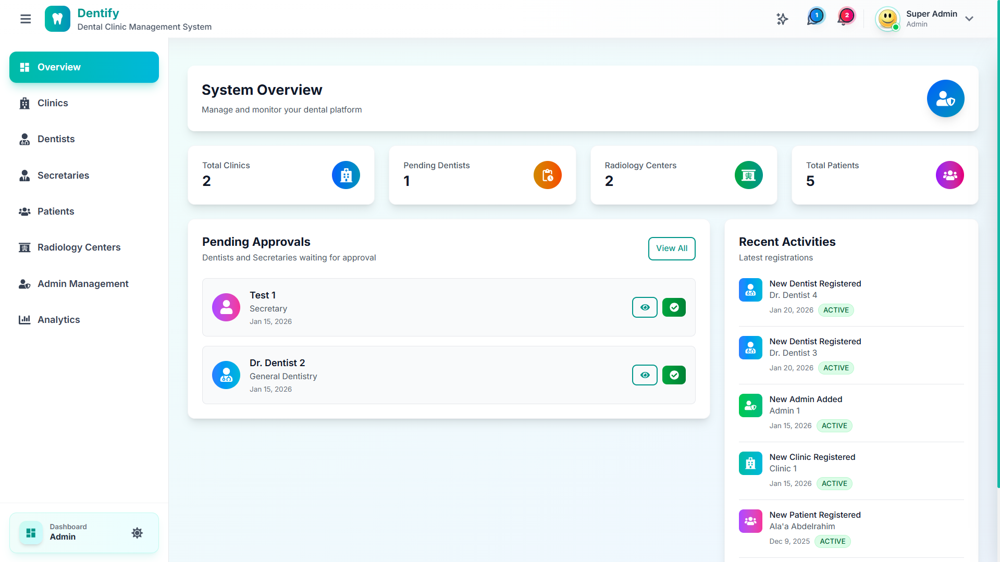 Dentify
Dental Clinic Management System
1
2
Super Admin
Admin
Overview
Clinics
Dentists
Secretaries
Patients
Radiology Centers
Admin Management
Analytics
Dashboard
Admin
System Overview
Manage and monitor your dental platform
Total Clinics
2
Pending Dentists
1
Radiology Centers
2
Total Patients
5
Pending Approvals
Dentists and Secretaries waiting for approval
View All
Test 1
Secretary
Jan 15, 2026
Dr. Dentist 2
General Dentistry
Jan 15, 2026
Recent Activities
Latest registrations
New Dentist Registered
Dr. Dentist 4
Jan 20, 2026 ACTIVE
New Dentist Registered
Dr. Dentist 3
Jan 20, 2026 ACTIVE
New Admin Added
Admin 1
Jan 15, 2026 ACTIVE
New Clinic Registered
Clinic 1
Jan 15, 2026 ACTIVE
New Patient Registered
Ala'a Abdelrahim
Dec 9, 2025 ACTIVE